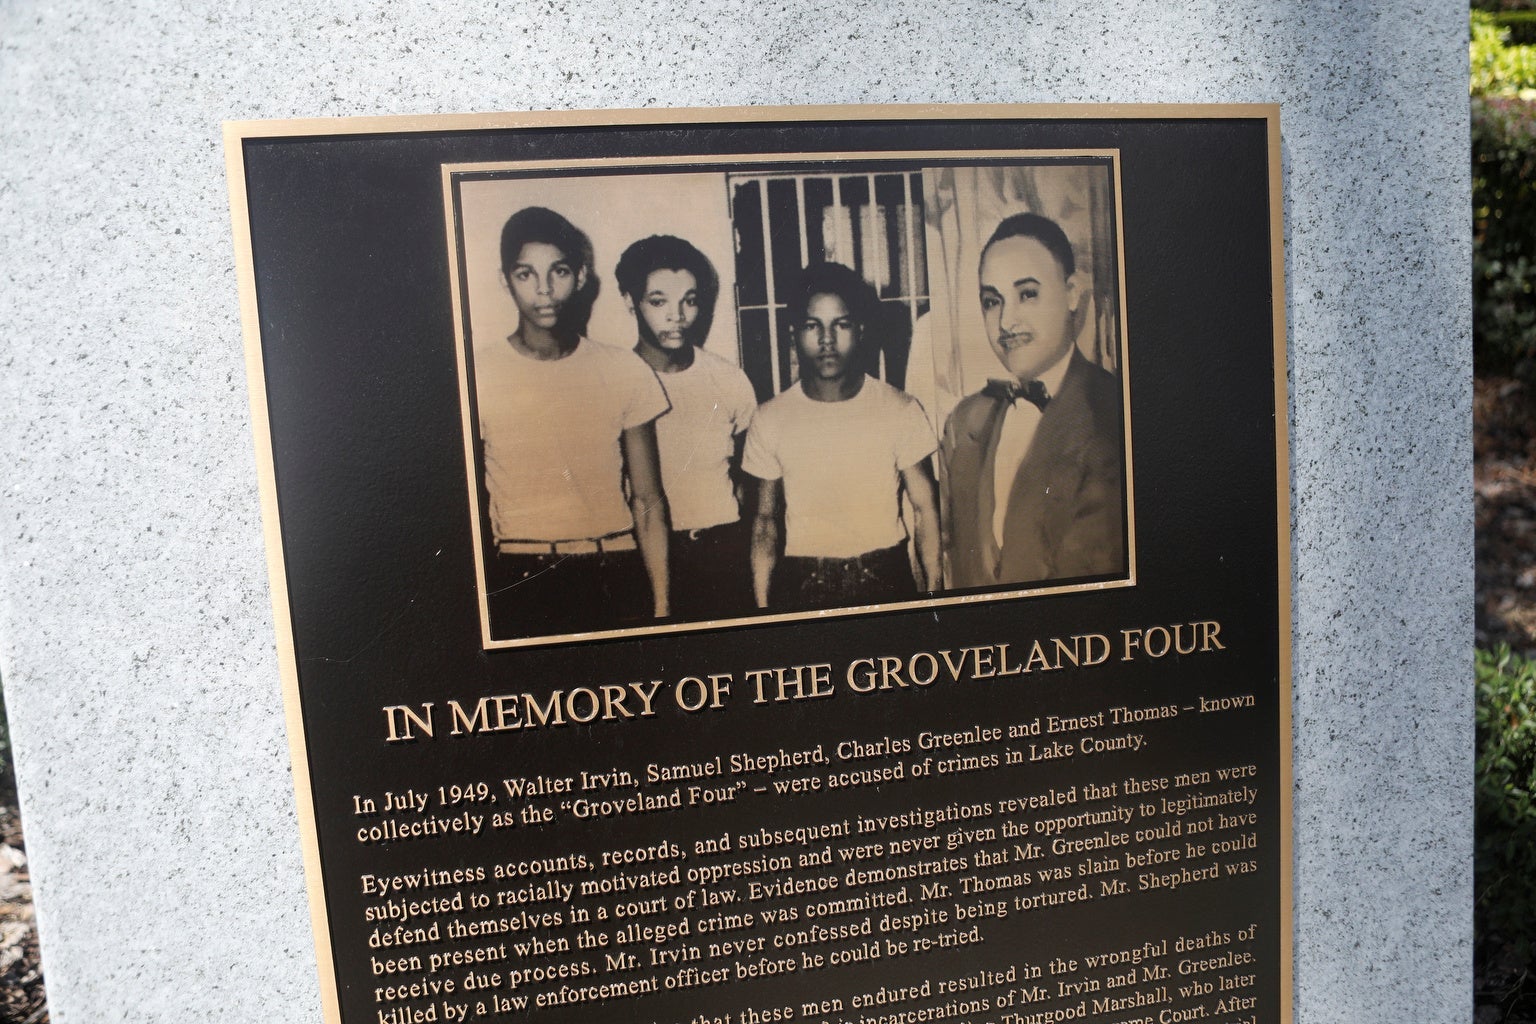 IN MEMORY OF THE GROVELAND FOUR
In July 1949, Walter Irvin, Samuel Shepherd, Charles Greenlee and Ernest Thomas – known
collectively as the “Groveland Four” – were accused of crimes in Lake County.
Eyewitness accounts, records, and subsequent investigations revealed that these men were
subjected to racially motivated oppression and were never given the opportunity to legitimately
defend themselves in a court of law. Evidence demonstrates that Mr. Greenlee could not have
been present when the alleged crime was committed. Mr. Thomas was slain before he could
receive due process. Mr. Irvin never confessed despite being tortured. Mr. Shepherd was
killed by a law enforcement officer before he could be re-tried.
that these men endured resulted in the wrongful deaths of
incarcerations of Mr. Irvin and Mr. Greenlee.
Thurgood Marshall, who later
Court. After